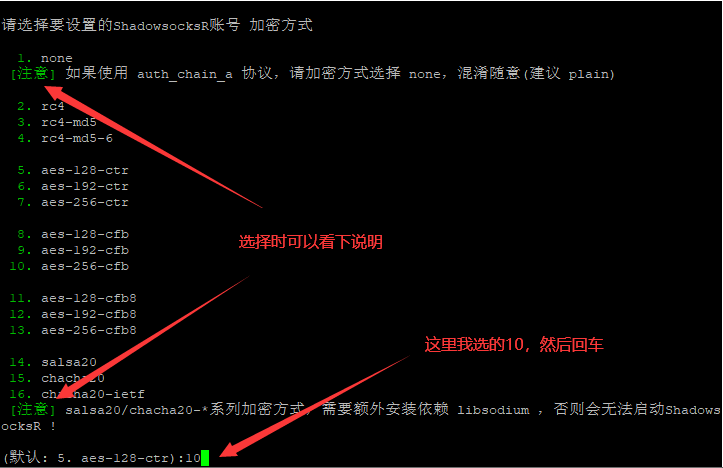 请选择要设置的ShadowsocksR账号 加密方式
1. none
[注意] 如果使用 auth_chain_a 协议，请加密方式选择 none，混淆随意(建议 plain)
2. rc4
3. rc4-md5
4. rc4-md5-6
5. aes-128-ctr
6. aes-192-ctr
7. aes-256-ctr
选择时可以看下说明
8. aes-128-cfb
9. aes-192-cfb
10. aes-256-cfb
11. aes-128-cfb8
12. aes-192-cfb8
13. aes-256-cfb8
这里我选的10，然后回车
14. salsa20
15. chacha20
16. chacha20-ietf
[注意] salsa20/chacha20-*系列加密方式，需要额外安装依赖 libsodium ，否则会无法启动Shadows
ocksR !
(默认: 5. aes-128-ctr):10